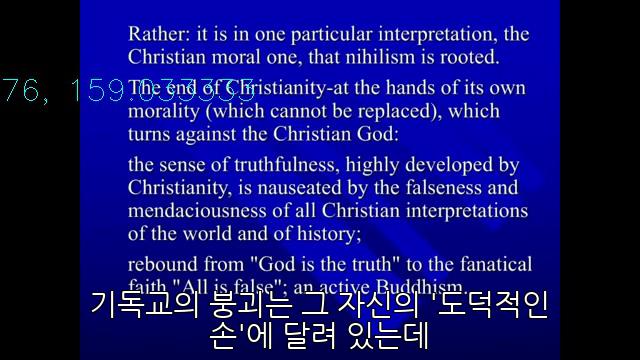 Rather: it is in one particular interpretation, the
Christian moral one, that nihilism is rooted.
76, 159.033333
The end of Christianity-at the hands of its own
morality (which cannot be replaced), which
turns against the Christian God:
the sense of truthfulness, highly developed by
Christianity, is nauseated by the falseness and
mendaciousness of all Christian interpretations
of the world and of history;
rebound from "God is the truth" to the fanatical
faith "All is false"; an active Buddhism.
기독교의 붕괴는 그 자신의 '도덕적인
손'에 달려 있는데